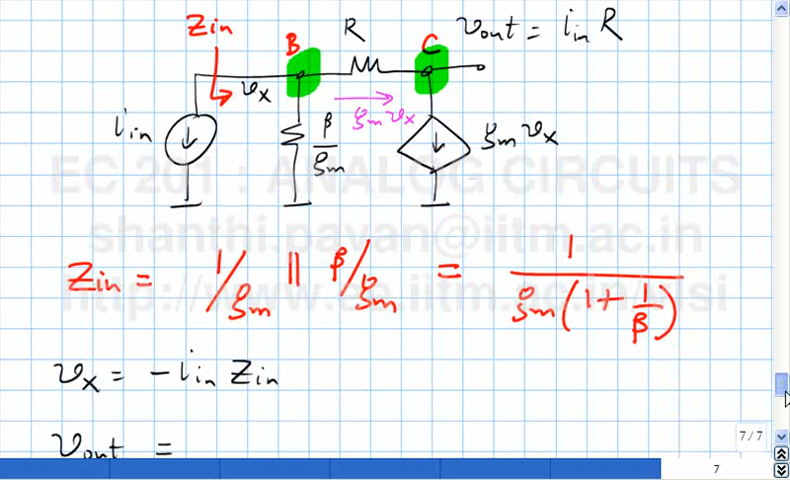 Zin
B
R
C
vout = iin R
vx
iin
β/gm
gm vx
gm vx
EC 201 : ANALOG CIRCUITS
shanthi.pavan@iitm.ac.in
Zin = 1/gm || β/gm = 1/gm(1 + 1/β)
vx = -iin Zin
vout =
7/7
7